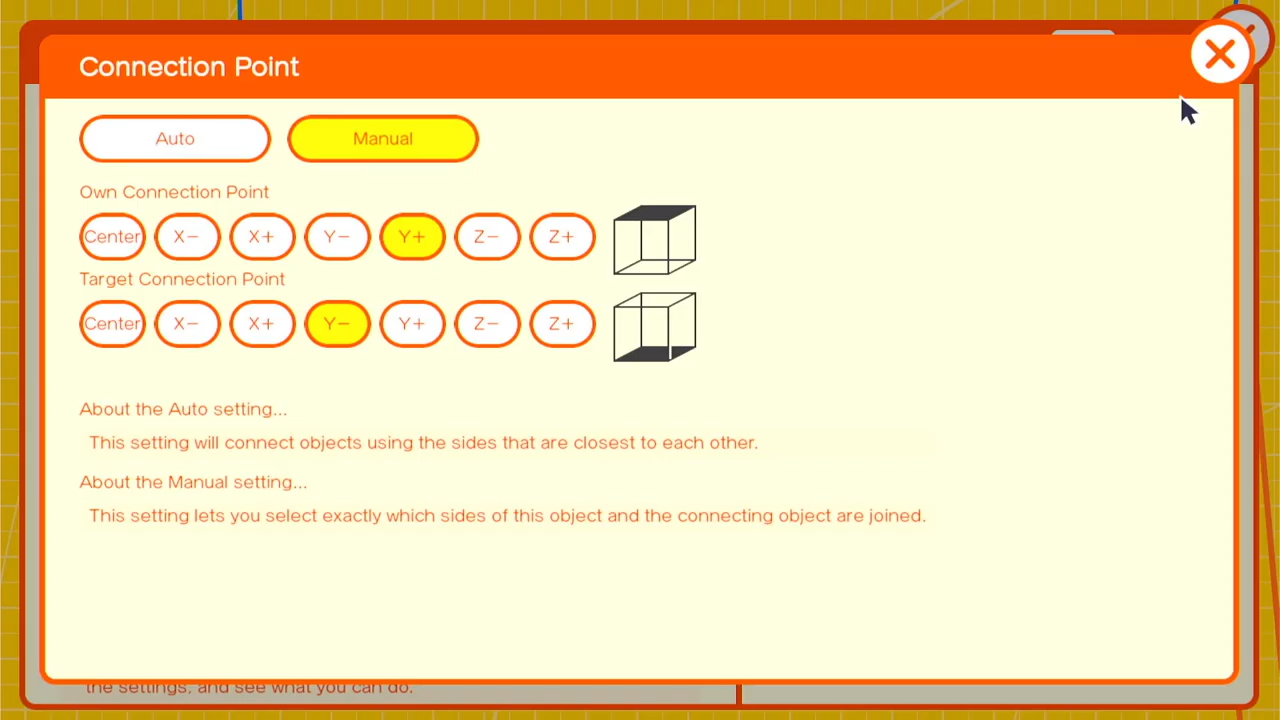 Connection Point
Auto Manual
Own Connection Point
Center X− X+ Y− Y+ Z− Z+
Target Connection Point
Center X− X+ Y− Y+ Z− Z+
About the Auto setting...
This setting will connect objects using the sides that are closest to each other.
About the Manual setting...
This setting lets you select exactly which sides of this object and the connecting object are joined.
the settings, and see what you can do.